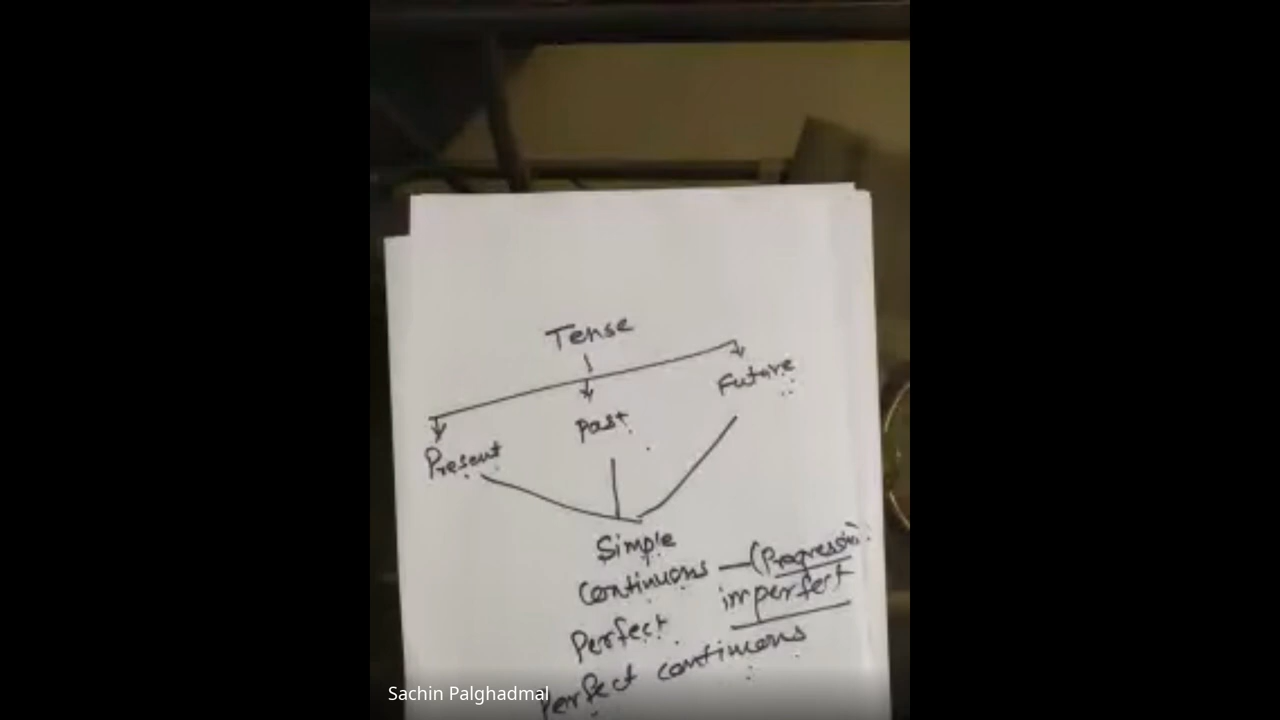 Tense
Present Past Future
Simple
Continuous — (Progressive)
imperfect
Perfect
Perfect continuous
Sachin Palghadmal